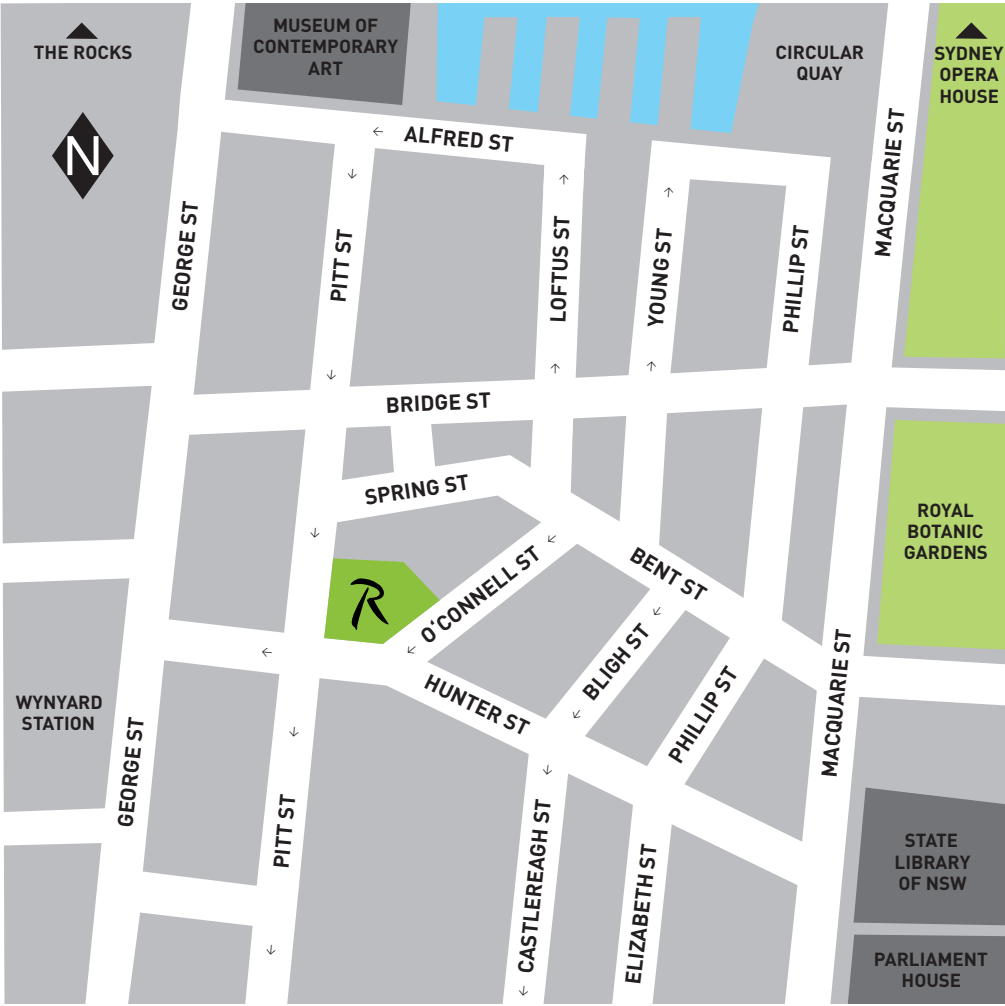 THE ROCKS
N
MUSEUM OF
CONTEMPORARY
ART
CIRCULAR
QUAY
SYDNEY
OPERA
HOUSE
ALFRED ST
GEORGE ST
PITT ST
LOFTUS ST
YOUNG ST
PHILLIP ST
MACQUARIE ST
BRIDGE ST
SPRING ST
R
O'CONNELL ST
BENT ST
ROYAL
BOTANIC
GARDENS
WYNYARD
STATION
GEORGE ST
PITT ST
HUNTER ST
BLIGH ST
PHILLIP ST
MACQUARIE ST
CASTLEREAGH ST
ELIZABETH ST
STATE
LIBRARY
OF NSW
PARLIAMENT
HOUSE